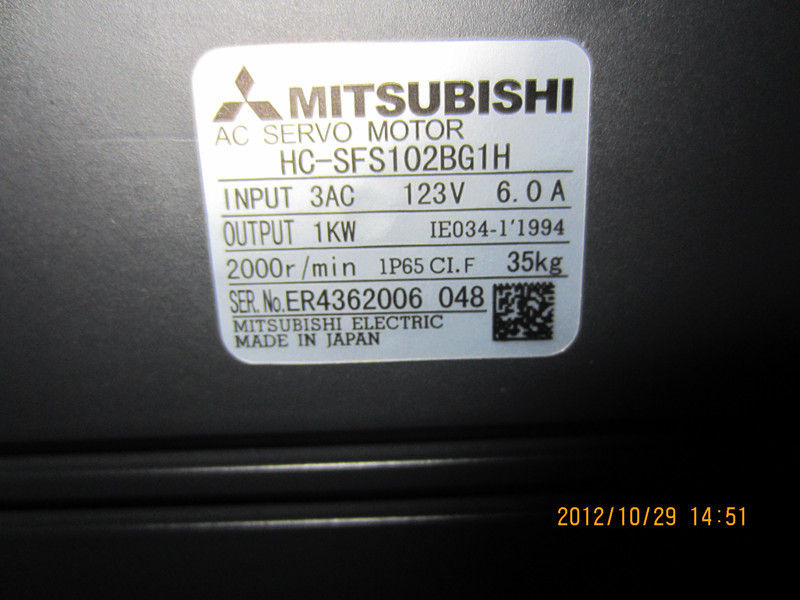 MITSUBISHI
AC SERVO MOTOR
HC-SFS102BG1H
INPUT 3AC 123V 6.0A
OUTPUT 1KW IE034-1'1994
2000r/min 1P65 CI.F 35kg
SER.No.ER4362006 048
MITSUBISHI ELECTRIC
MADE IN JAPAN
2012/10/29 14:51